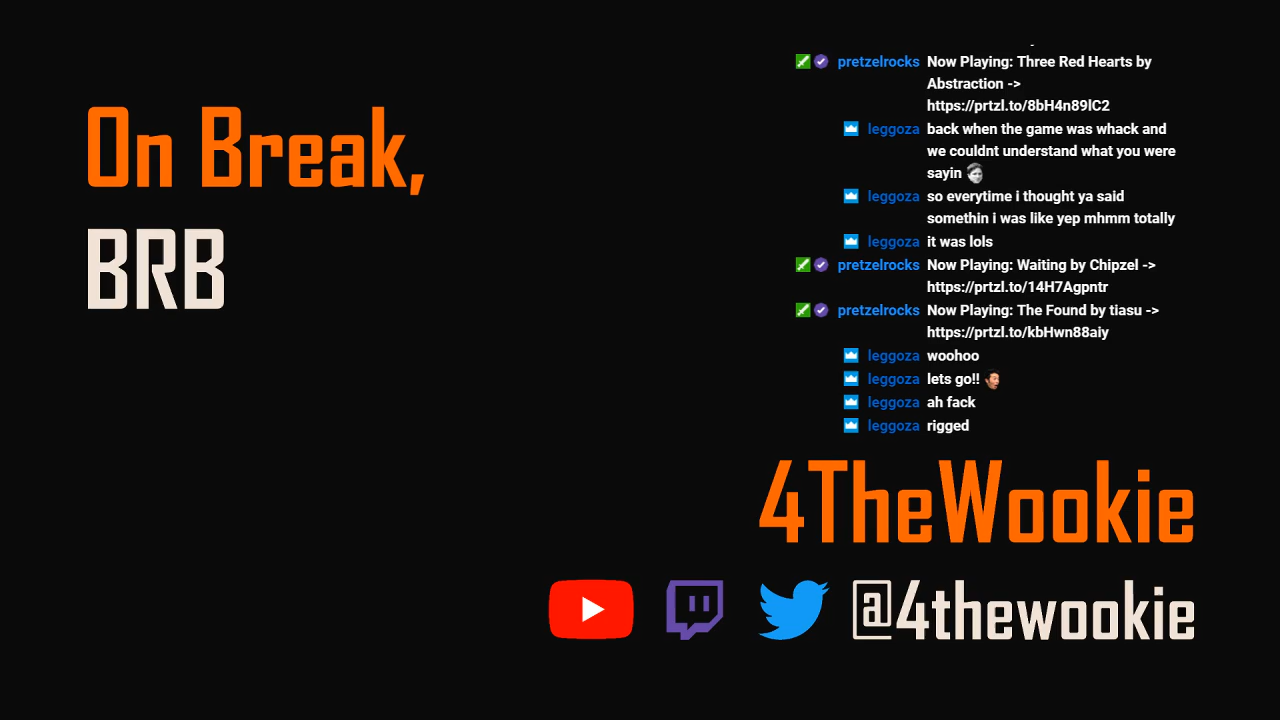 On Break,
BRB
pretzelrocks Now Playing: Three Red Hearts by
Abstraction ->
https://prtzl.to/8bH4n89lC2
leggoza back when the game was whack and
we couldnt understand what you were
sayin
leggoza so everytime i thought ya said
somethin i was like yep mhmm totally
leggoza it was lols
pretzelrocks Now Playing: Waiting by Chipzel ->
https://prtzl.to/14H7Agpntr
pretzelrocks Now Playing: The Found by tiasu ->
https://prtzl.to/kbHwn88aiy
leggoza woohoo
leggoza lets go!!
leggoza ah fack
leggoza rigged
4TheWookie
@4thewookie